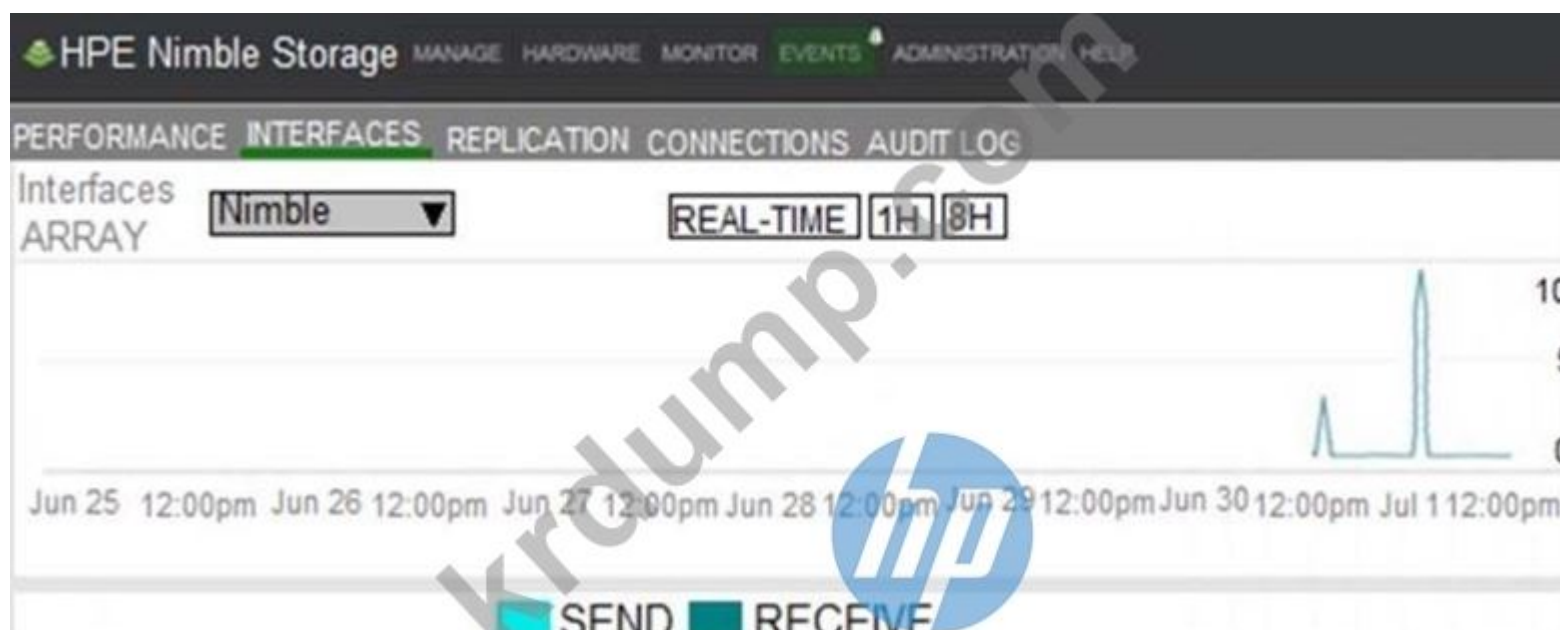 HPE Nimble Storage MANAGE HARDWARE MONITOR EVENTS ADMINISTRATION HELP
PERFORMANCE INTERFACES REPLICATION CONNECTIONS AUDIT LOG
Interfaces
ARRAY Nimble REAL-TIME 1H 8H
10
Jun 25 12:00pm Jun 26 12:00pm Jun 27 12:00pm Jun 28 12:00pm Jun 29 12:00pm Jun 30 12:00pm Jul 1 12:00pm
SEND RECEIVE
krdump.com
hp